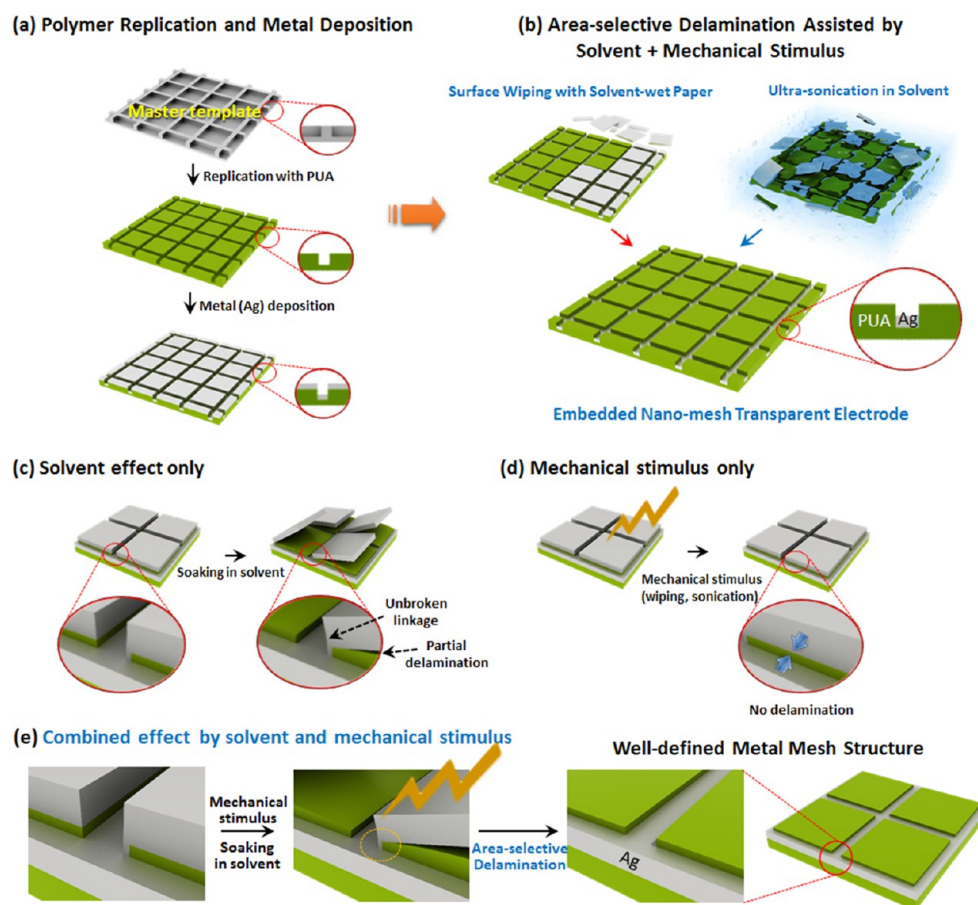 (a) Polymer Replication and Metal Deposition
Master template
Replication with PUA
Metal (Ag) deposition
(b) Area-selective Delamination Assisted by
Solvent + Mechanical Stimulus
Surface Wiping with Solvent-wet Paper
Ultra-sonication in Solvent
PUA
Ag
Embedded Nano-mesh Transparent Electrode
(c) Solvent effect only
Soaking in solvent
Unbroken
linkage
Partial
delamination
(d) Mechanical stimulus only
Mechanical stimulus
(wiping, sonication)
No delamination
(e) Combined effect by solvent and mechanical stimulus
Mechanical
stimulus
Soaking
in solvent
Area-selective
Delamination
Well-defined Metal Mesh Structure
Ag